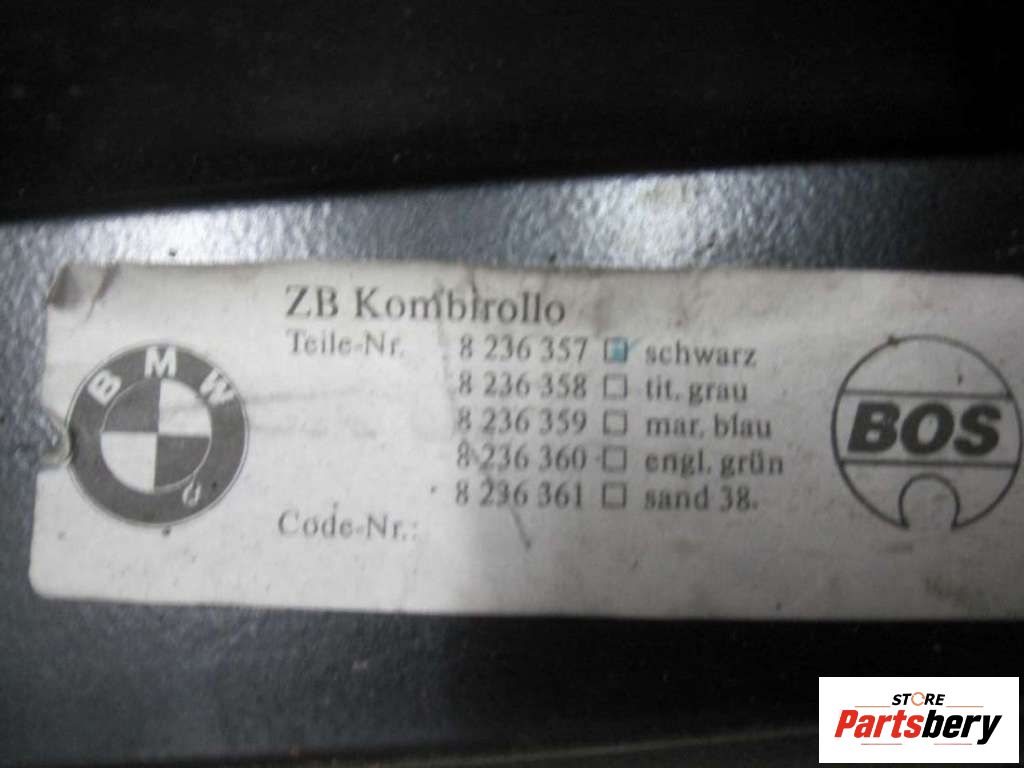 ZB Kombirollo
Teile-Nr. 8 236 357 schwarz
8 236 358 tit. grau
8 236 359 mar. blau
8 236 360 engl. grün
8 236 361 sand 38.
Code-Nr.:
BMW
BOS
STORE
Partsbery